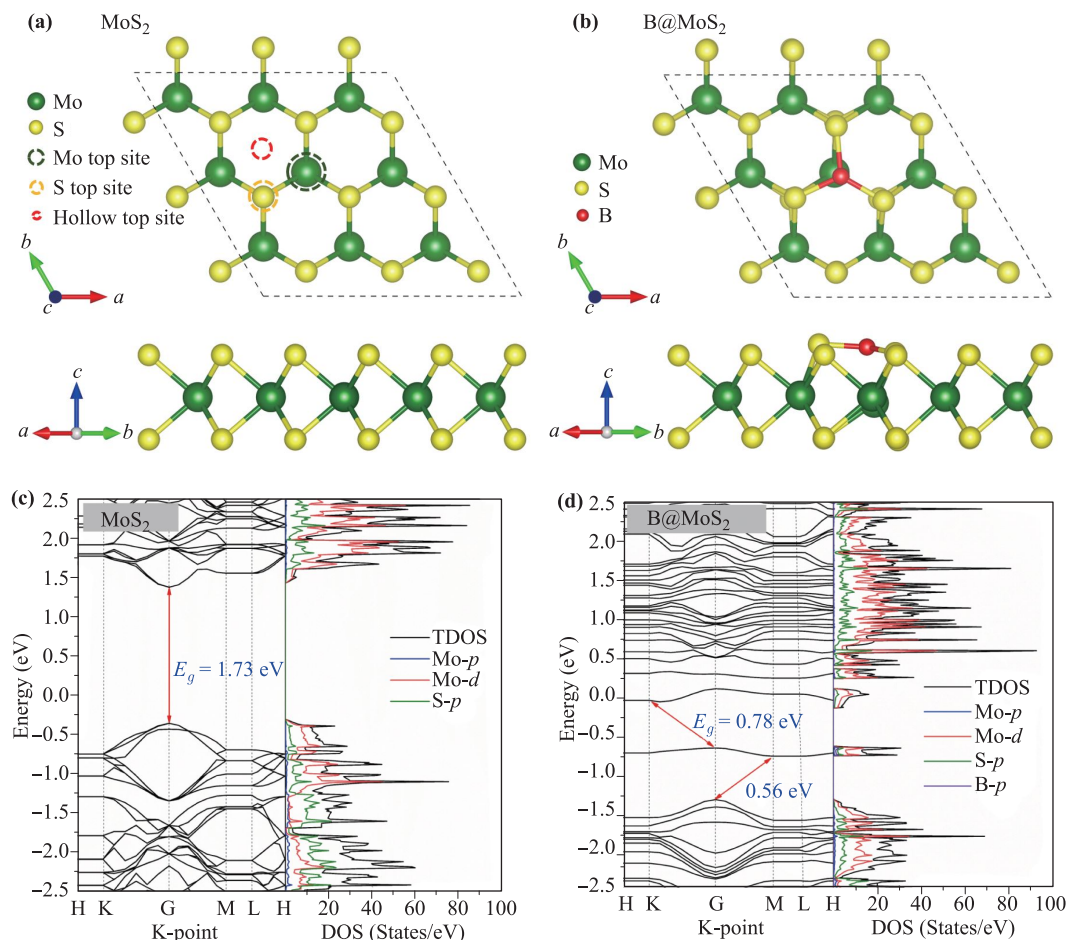 (a)
MoS2
Mo
S
Mo top site
S top site
Hollow top site
b
c
a
c
a
b
(b)
B@MoS2
Mo
S
B
b
c
a
c
a
b
(c)
MoS2
Energy (eV)
2.5
2.0
1.5
1.0
0.5
0.0
−0.5
−1.0
−1.5
−2.0
−2.5
Eg = 1.73 eV
TDOS
Mo-p
Mo-d
S-p
H K G M L H 20 40 60 80 100
K-point DOS (States/eV)
(d)
B@MoS2
Energy (eV)
2.5
2.0
1.5
1.0
0.5
0.0
−0.5
−1.0
−1.5
−2.0
−2.5
Eg = 0.78 eV
0.56 eV
TDOS
Mo-p
Mo-d
S-p
B-p
H K G M L H 20 40 60 80 100
K-point DOS (States/eV)